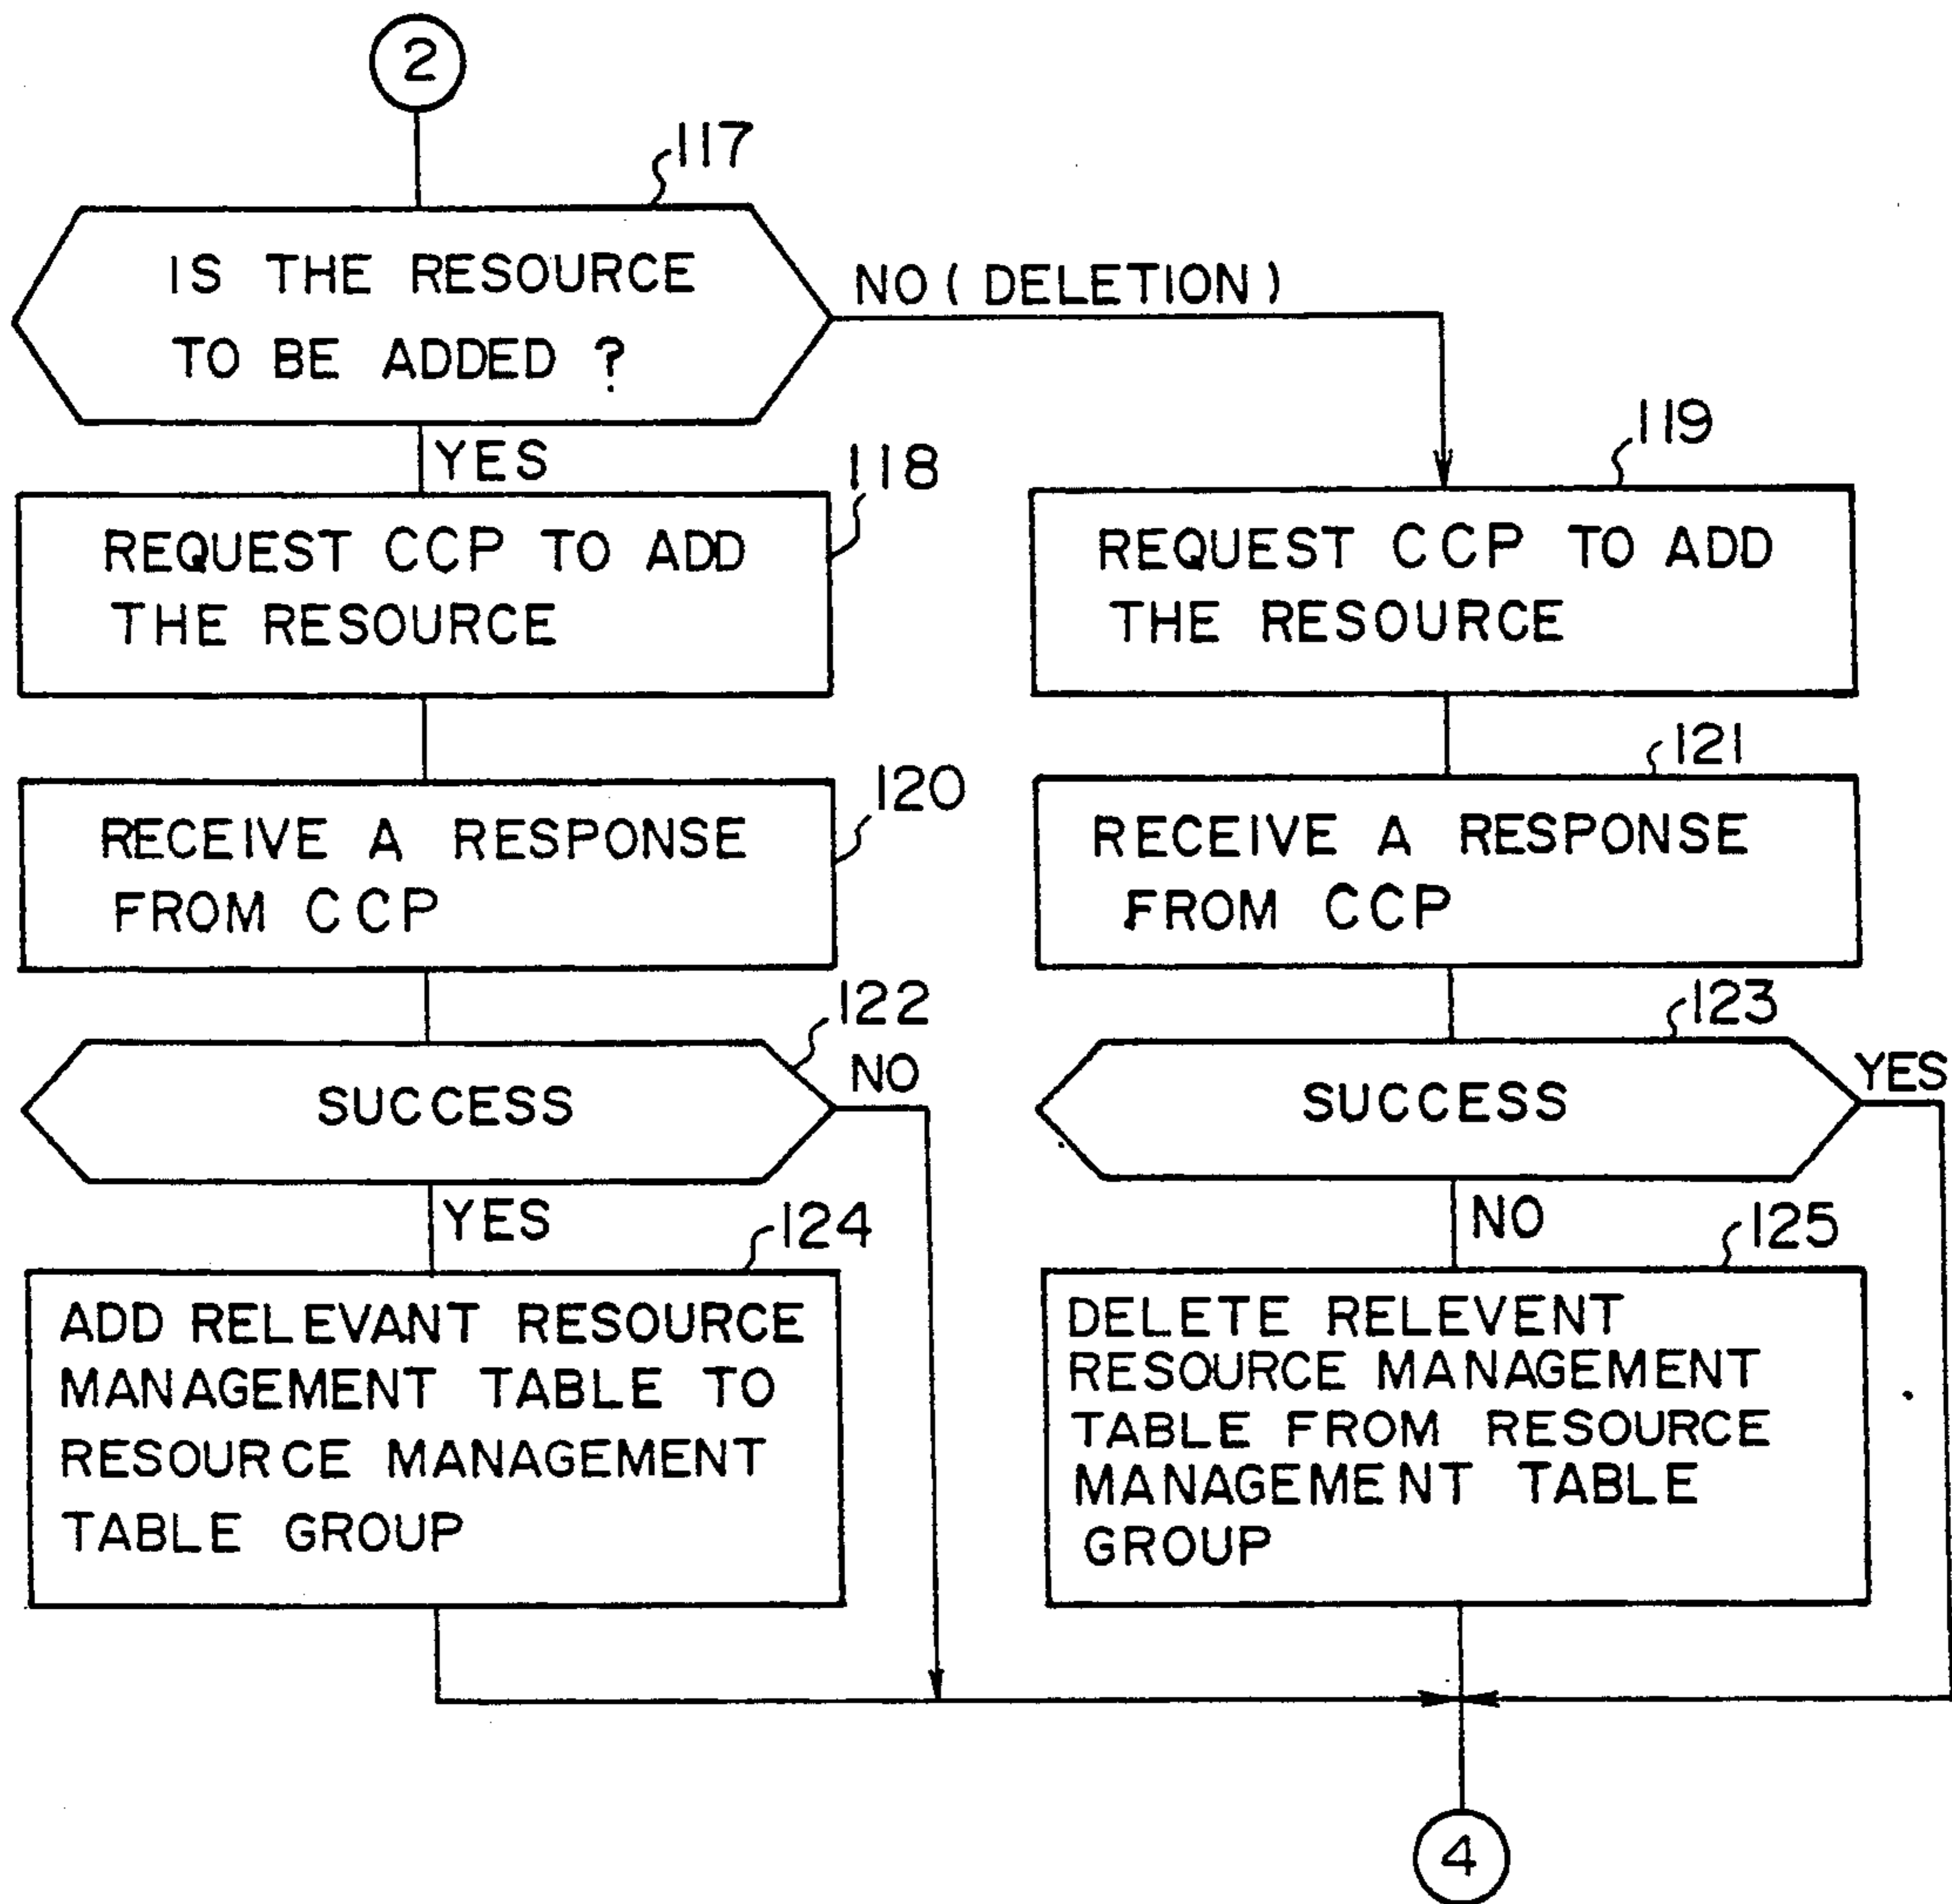 2
117
IS THE RESOURCE
TO BE ADDED ?
NO ( DELETION )
YES
118
REQUEST CCP TO ADD
THE RESOURCE
119
REQUEST CCP TO ADD
THE RESOURCE
120
RECEIVE A RESPONSE
FROM CCP
121
RECEIVE A RESPONSE
FROM CCP
122
SUCCESS
NO
YES
123
SUCCESS
YES
NO
124
ADD RELEVANT RESOURCE
MANAGEMENT TABLE TO
RESOURCE MANAGEMENT
TABLE GROUP
125
DELETE RELEVENT
RESOURCE MANAGEMENT
TABLE FROM RESOURCE
MANAGEMENT TABLE
GROUP
4